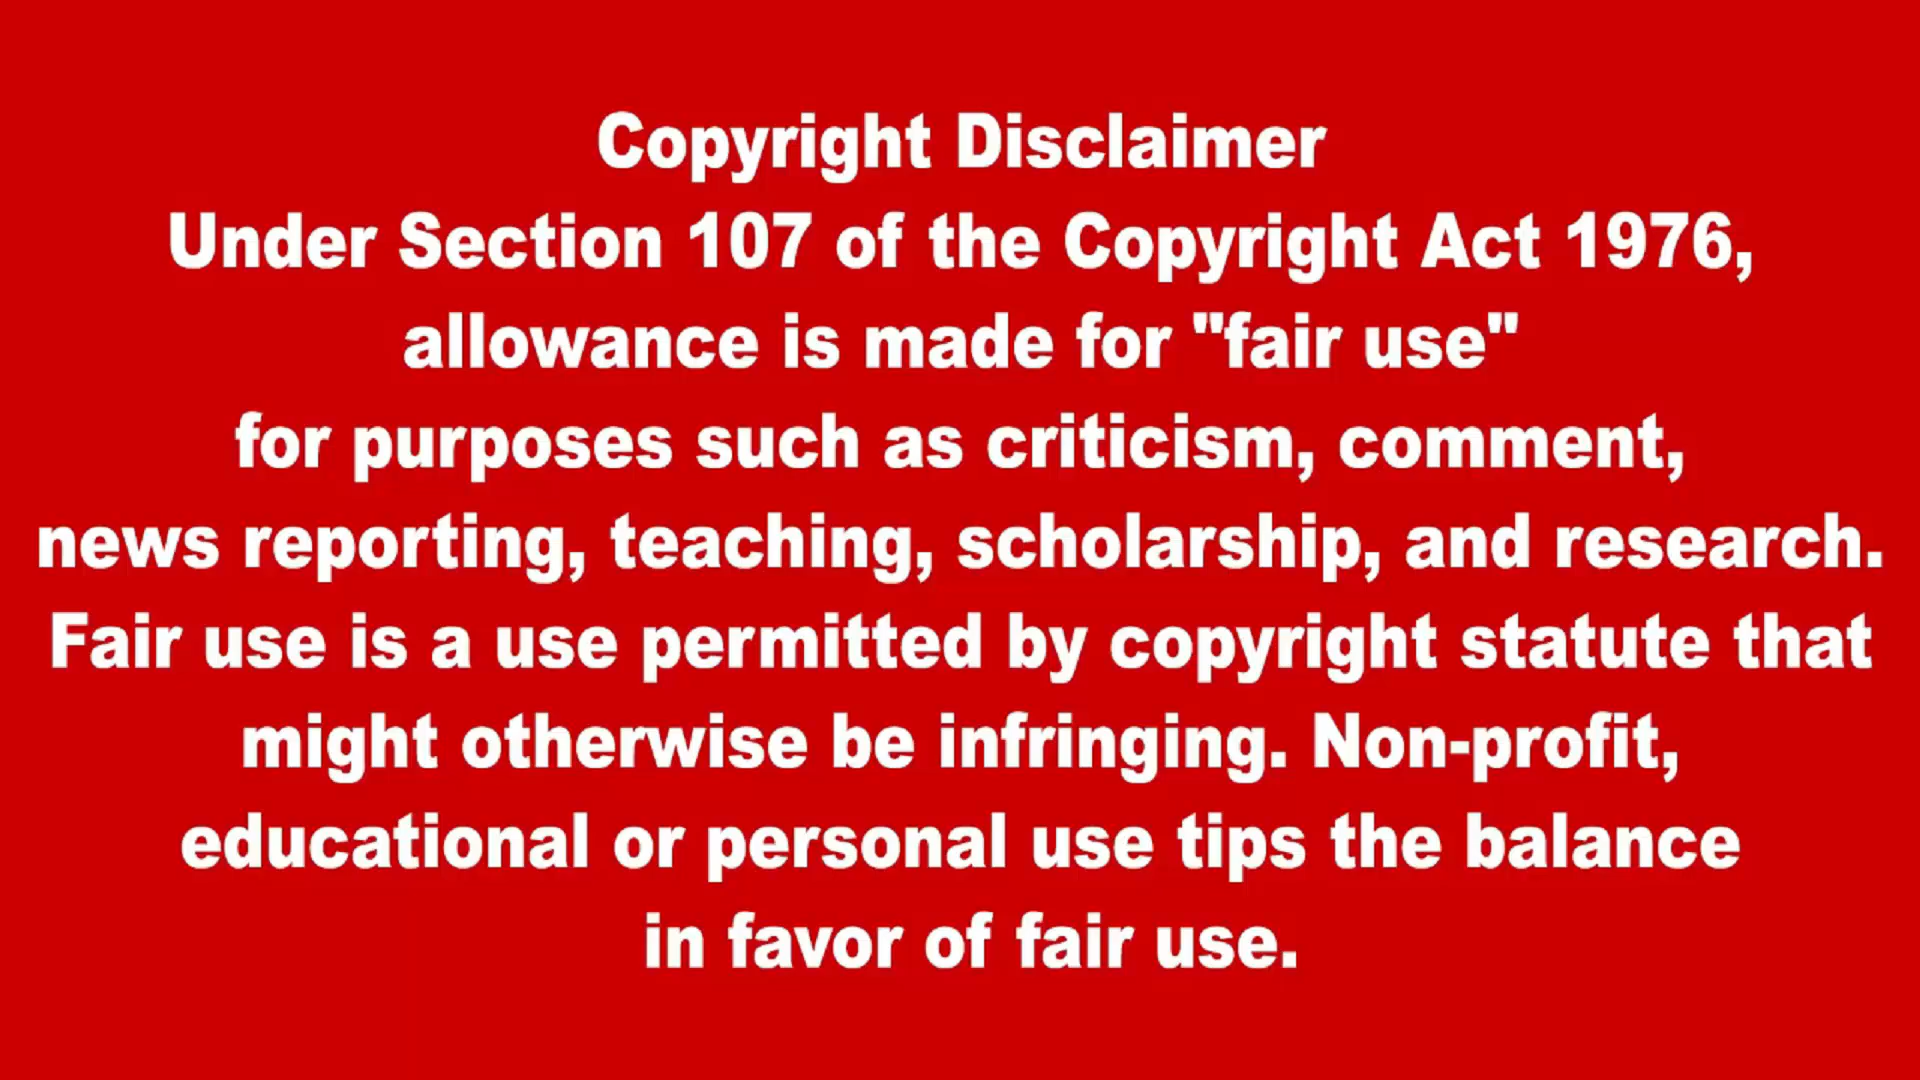 Copyright Disclaimer
Under Section 107 of the Copyright Act 1976,
allowance is made for "fair use"
for purposes such as criticism, comment,
news reporting, teaching, scholarship, and research.
Fair use is a use permitted by copyright statute that
might otherwise be infringing. Non-profit,
educational or personal use tips the balance
in favor of fair use.